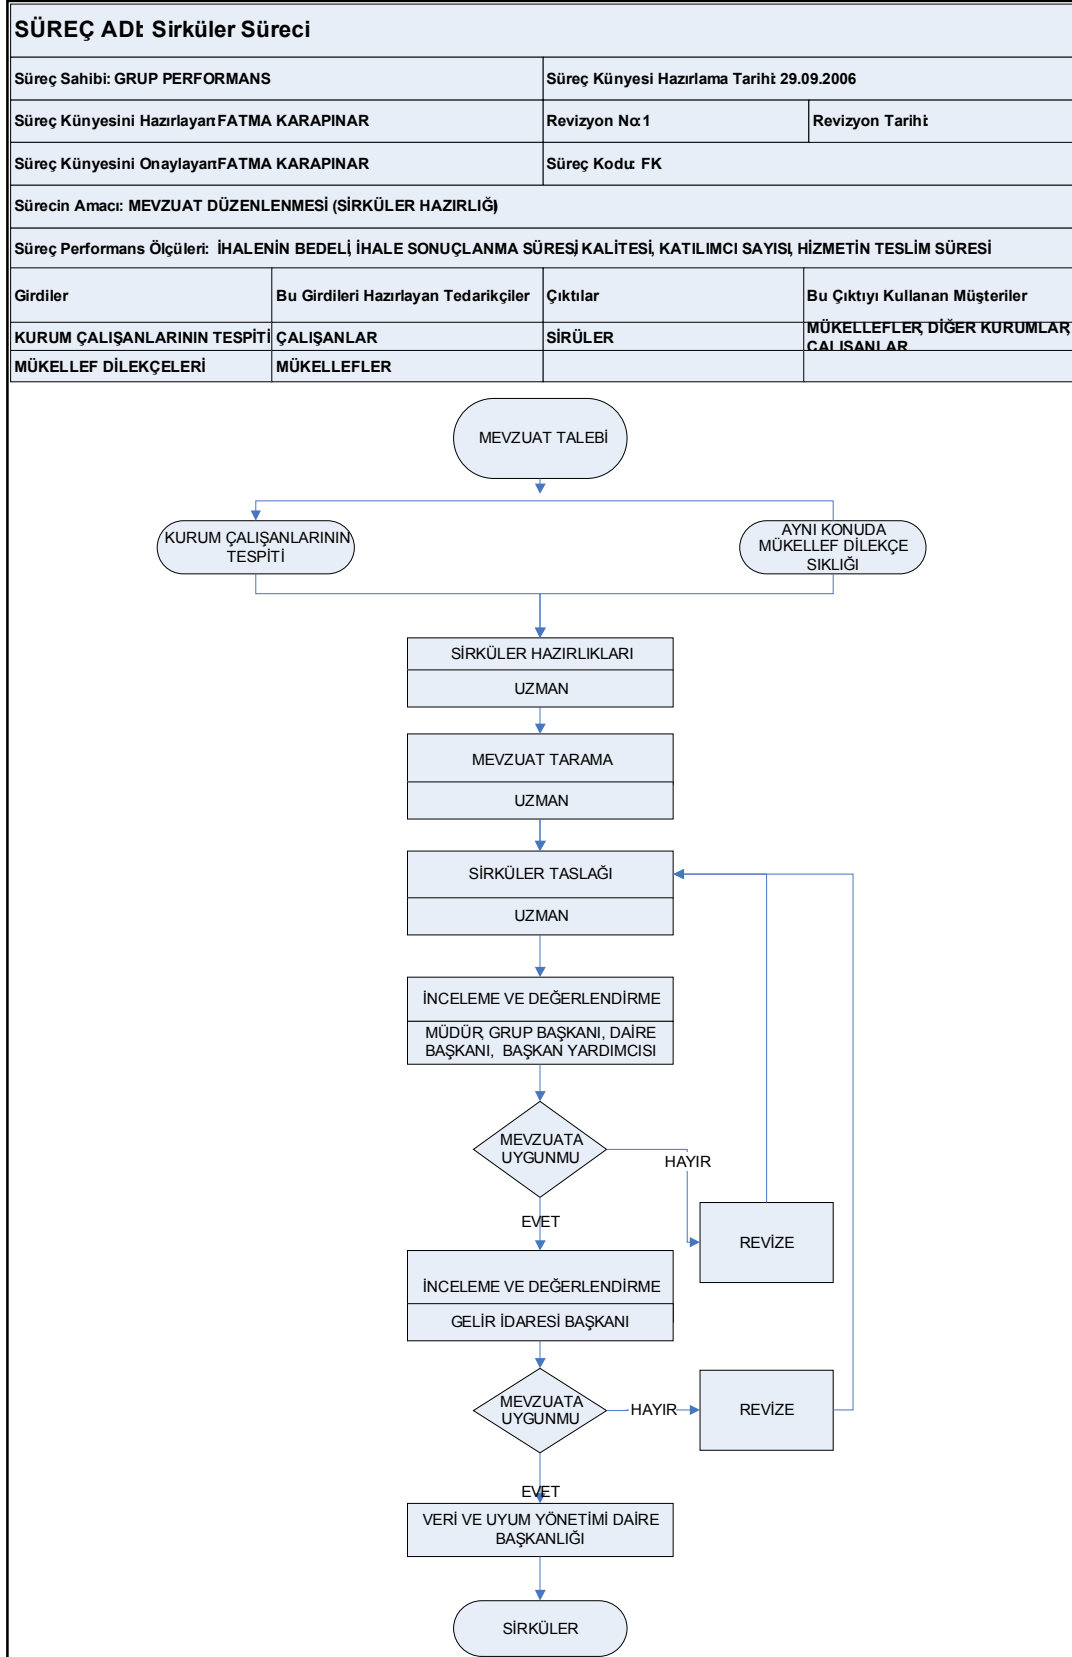 SÜREÇ ADI: Sirküler Süreci
Süreç Sahibi: GRUP PERFORMANS
Süreç Künyesi Hazırlama Tarihi: 29.09.2006
Süreç Künyesini Hazırlayan: FATMA KARAPINAR
Revizyon No: 1
Revizyon Tarihi:
Süreç Künyesini Onaylayan: FATMA KARAPINAR
Süreç Kodu: FK
Sürecin Amacı: MEVZUAT DÜZENLENMESİ (SİRKÜLER HAZIRLIĞI)
Süreç Performans Ölçüleri: İHALENİN BEDELİ, İHALE SONUÇLANMA SÜRESİ, KALİTESİ, KATILIMCI SAYISI, HİZMETİN TESLİM SÜRESİ
Girdiler
Bu Girdileri Hazırlayan Tedarikçiler
Çıktılar
Bu Çıktıyı Kullanan Müşteriler
KURUM ÇALIŞANLARININ TESPİTİ
ÇALIŞANLAR
SİRÜLER
MÜKELLEFLER, DİĞER KURUMLAR,
ÇALIŞANLAR
MÜKELLEF DİLEKÇELERİ
MÜKELLEFLER
MEVZUAT TALEBİ
KURUM ÇALIŞANLARININ
TESPİTİ
AYNI KONUDA
MÜKELLEF DİLEKÇE
SIKLIĞI
SİRKÜLER HAZIRLIKLARI
UZMAN
MEVZUAT TARAMA
UZMAN
SİRKÜLER TASLAĞI
UZMAN
İNCELEME VE DEĞERLENDİRME
MÜDÜR, GRUP BAŞKANI, DAİRE
BAŞKANI, BAŞKAN YARDIMCISI
MEVZUATA
UYGUNMU
HAYIR
EVET
REVİZE
İNCELEME VE DEĞERLENDİRME
GELİR İDARESİ BAŞKANI
MEVZUATA
UYGUNMU
HAYIR
REVİZE
EVET
VERİ VE UYUM YÖNETİMİ DAİRE
BAŞKANLIĞI
SİRKÜLER